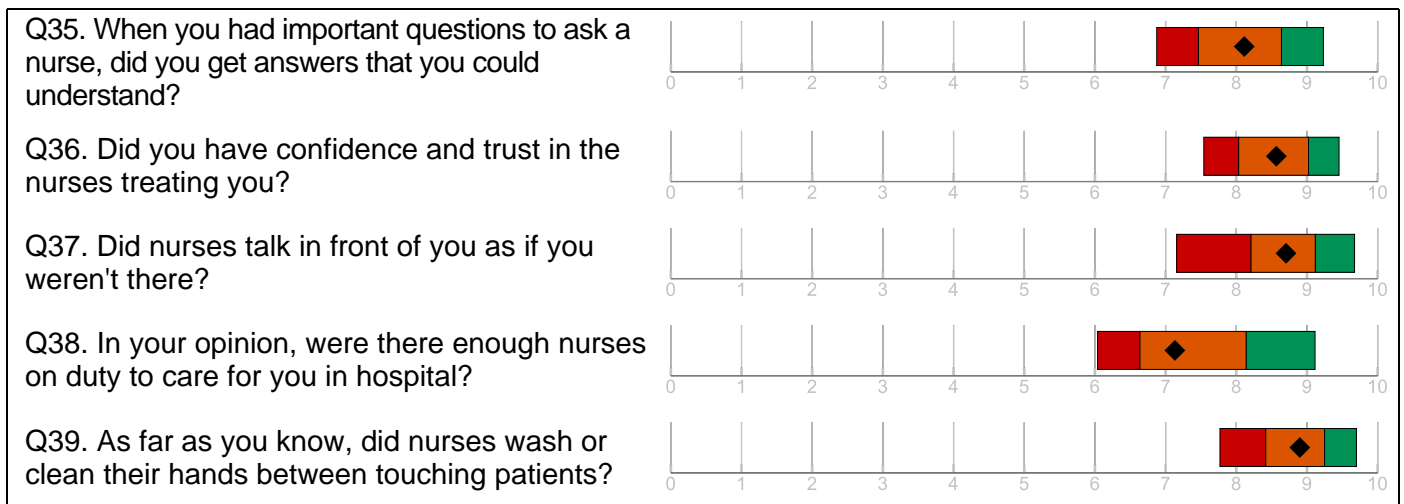 Q35. When you had important questions to ask a
nurse, did you get answers that you could
understand?
0 1 2 3 4 5 6 7 8 9 10
Q36. Did you have confidence and trust in the
nurses treating you?
0 1 2 3 4 5 6 7 8 9 10
Q37. Did nurses talk in front of you as if you
weren't there?
0 1 2 3 4 5 6 7 8 9 10
Q38. In your opinion, were there enough nurses
on duty to care for you in hospital?
0 1 2 3 4 5 6 7 8 9 10
Q39. As far as you know, did nurses wash or
clean their hands between touching patients?
0 1 2 3 4 5 6 7 8 9 10